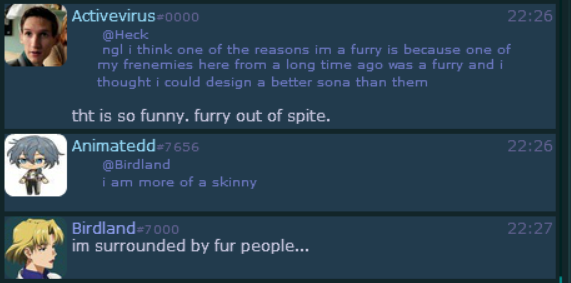 Activevirus#0000 22:26
@Heck
ngl i think one of the reasons im a furry is because one of
my frenemies here from a long time ago was a furry and i
thought i could design a better sona than them
tht is so funny. furry out of spite.
Animatedd#7656 22:26
@Birdland
i am more of a skinny
Birdland#7000 22:27
im surrounded by fur people...